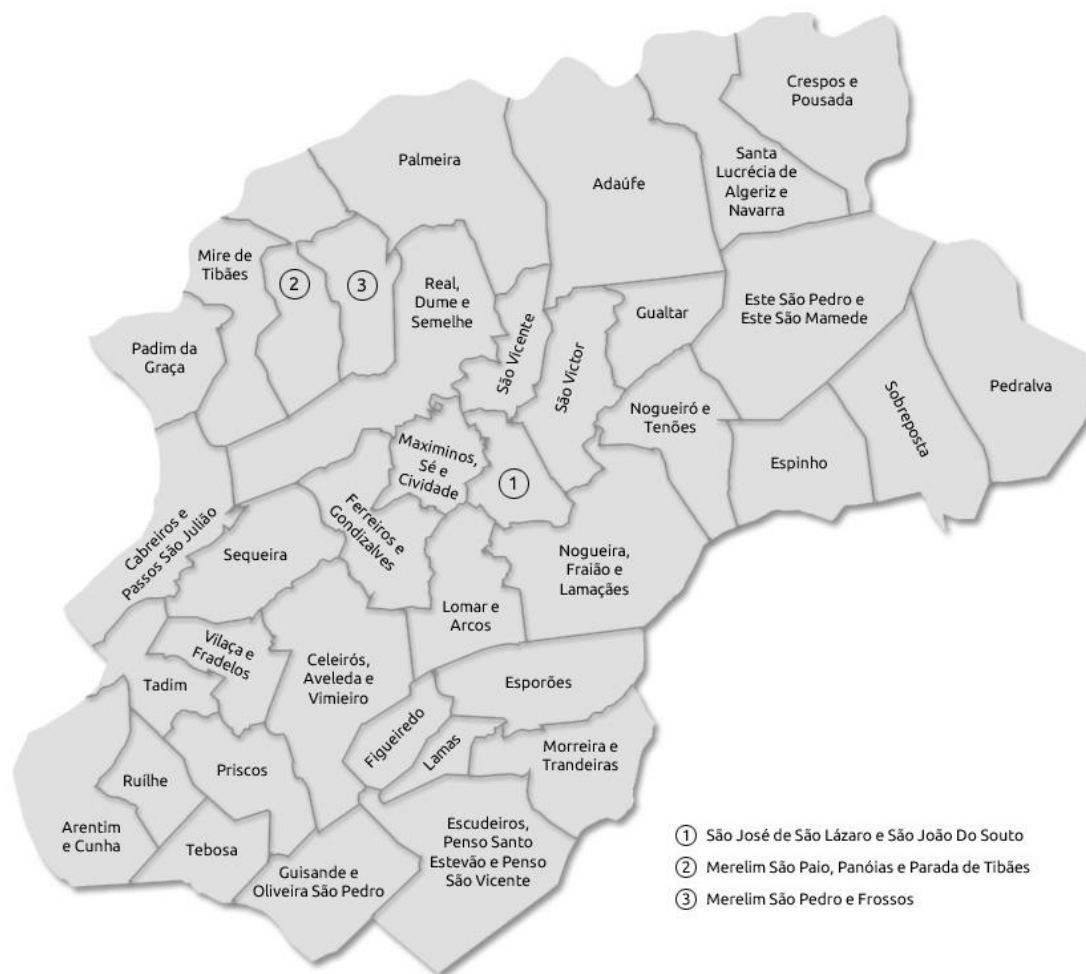 Crespos e
Pousada
Palmeira
Santa
Lucrécia de
Algeriz e
Navarra
Adaúfe
Mire de
Tibães
2
3
Real,
Dume e
Semelhe
Este São Pedro e
Este São Mamede
Gualtar
São Vicente
São Victor
Padim da
Graça
Pedralva
Sobreposta
Nogueiró e
Tenões
Maximinos,
Sé e
Cividade
Espinho
1
Ferreiros e
Gondizalves
Cabreiros e
Passos São Julião
Sequeira
Nogueira,
Fraião e
Lamações
Lomar e
Arcos
Vilaça e
Fradelos
Celeirós,
Aveleda e
Vimieiro
Tadim
Esporões
Figueiredo
Lamas
Morreira e
Trandeiras
Ruílhe
Priscos
Arentim
e Cunha
Tebosa
Escudeiros,
Penso Santo
Estevão e Penso
São Vicente
Guisande e
Oliveira São Pedro
1 São José de São Lázaro e São João Do Souto
2 Merelim São Paio, Panóias e Parada de Tibães
3 Merelim São Pedro e Frossos